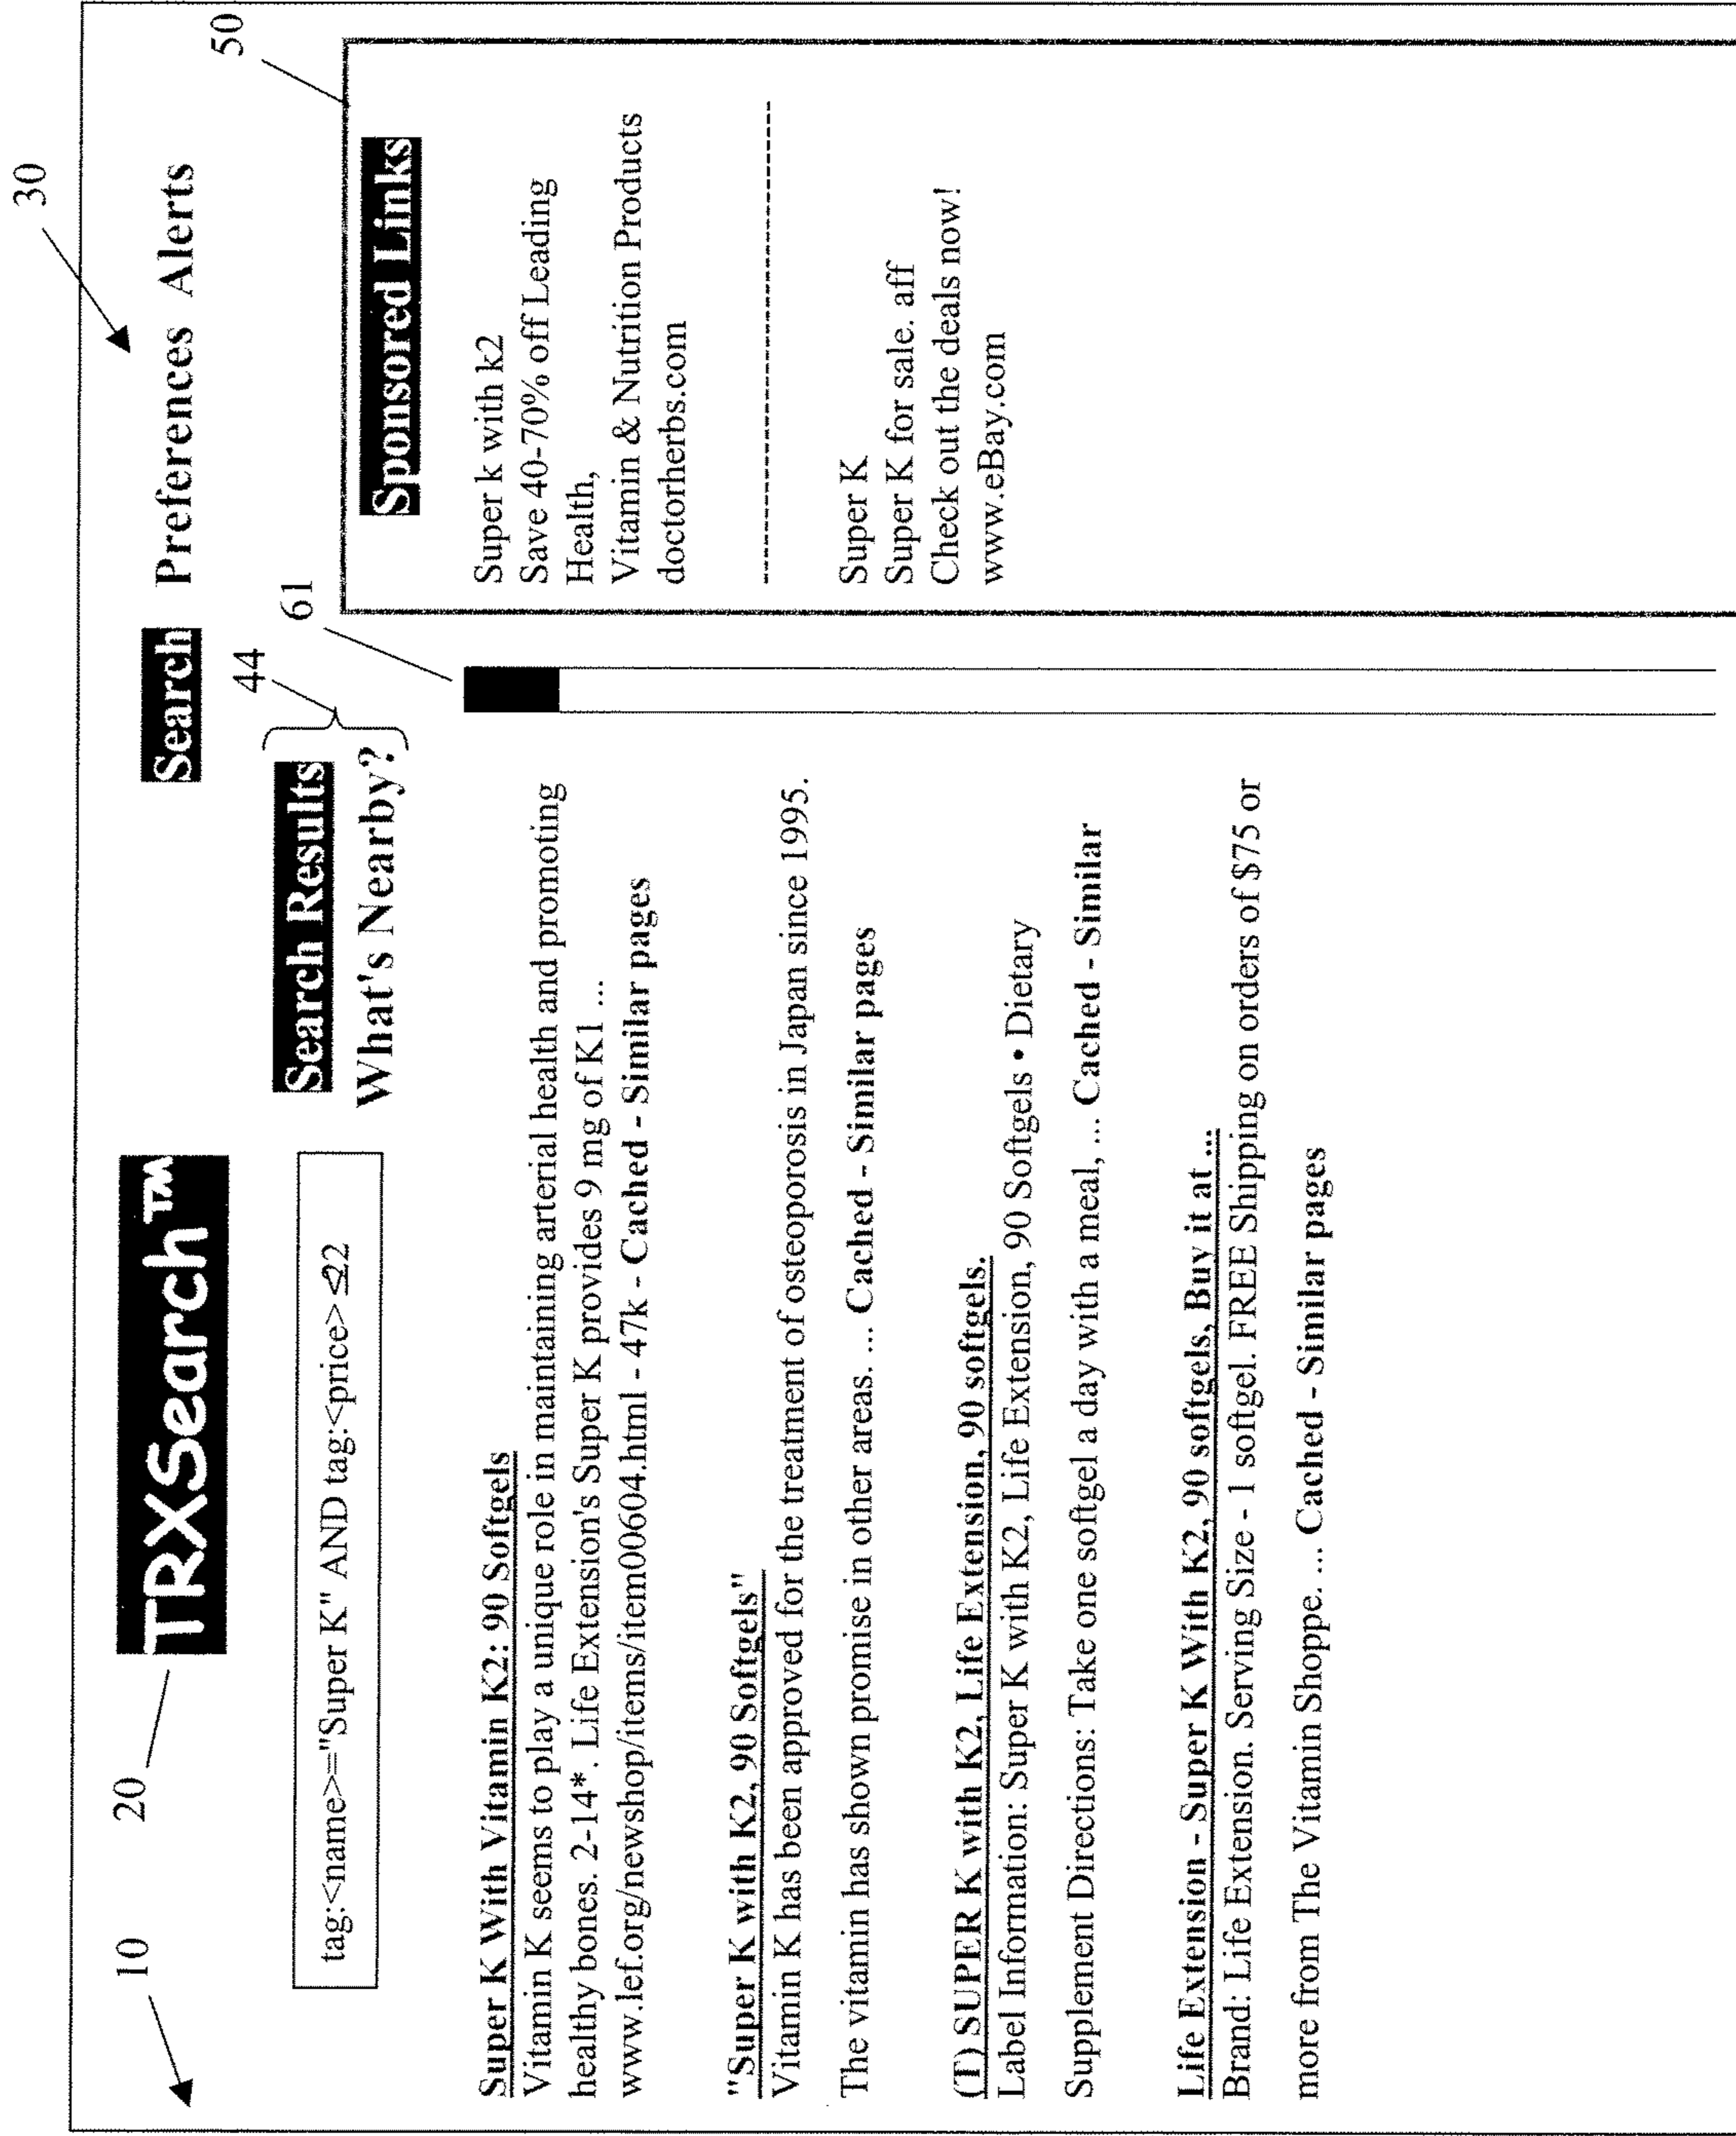 30
10
20
TRXSearch™
Search
Preferences Alerts
50
44
61
tag:<name>="Super K" AND tag:<price>≤22
Search Results
What's Nearby?
Super K With Vitamin K2: 90 Softgels
Vitamin K seems to play a unique role in maintaining arterial health and promoting
healthy bones. 2-14*. Life Extension's Super K provides 9 mg of K1 ...
www.lef.org/newshop/items/item00604.html - 47k - Cached - Similar pages
"Super K with K2, 90 Softgels"
Vitamin K has been approved for the treatment of osteoporosis in Japan since 1995.
The vitamin has shown promise in other areas. ... Cached - Similar pages
(T) SUPER K with K2, Life Extension, 90 softgels.
Label Information: Super K with K2, Life Extension, 90 Softgels • Dietary
Supplement Directions: Take one softgel a day with a meal, ... Cached - Similar
Life Extension - Super K With K2, 90 softgels, Buy it at ...
Brand: Life Extension. Serving Size - 1 softgel. FREE Shipping on orders of $75 or
more from The Vitamin Shoppe. ... Cached - Similar pages
Sponsored Links
Super k with k2
Save 40-70% off Leading
Health,
Vitamin & Nutrition Products
doctorherbs.com
Super K
Super K for sale. aff
Check out the deals now!
www.eBay.com